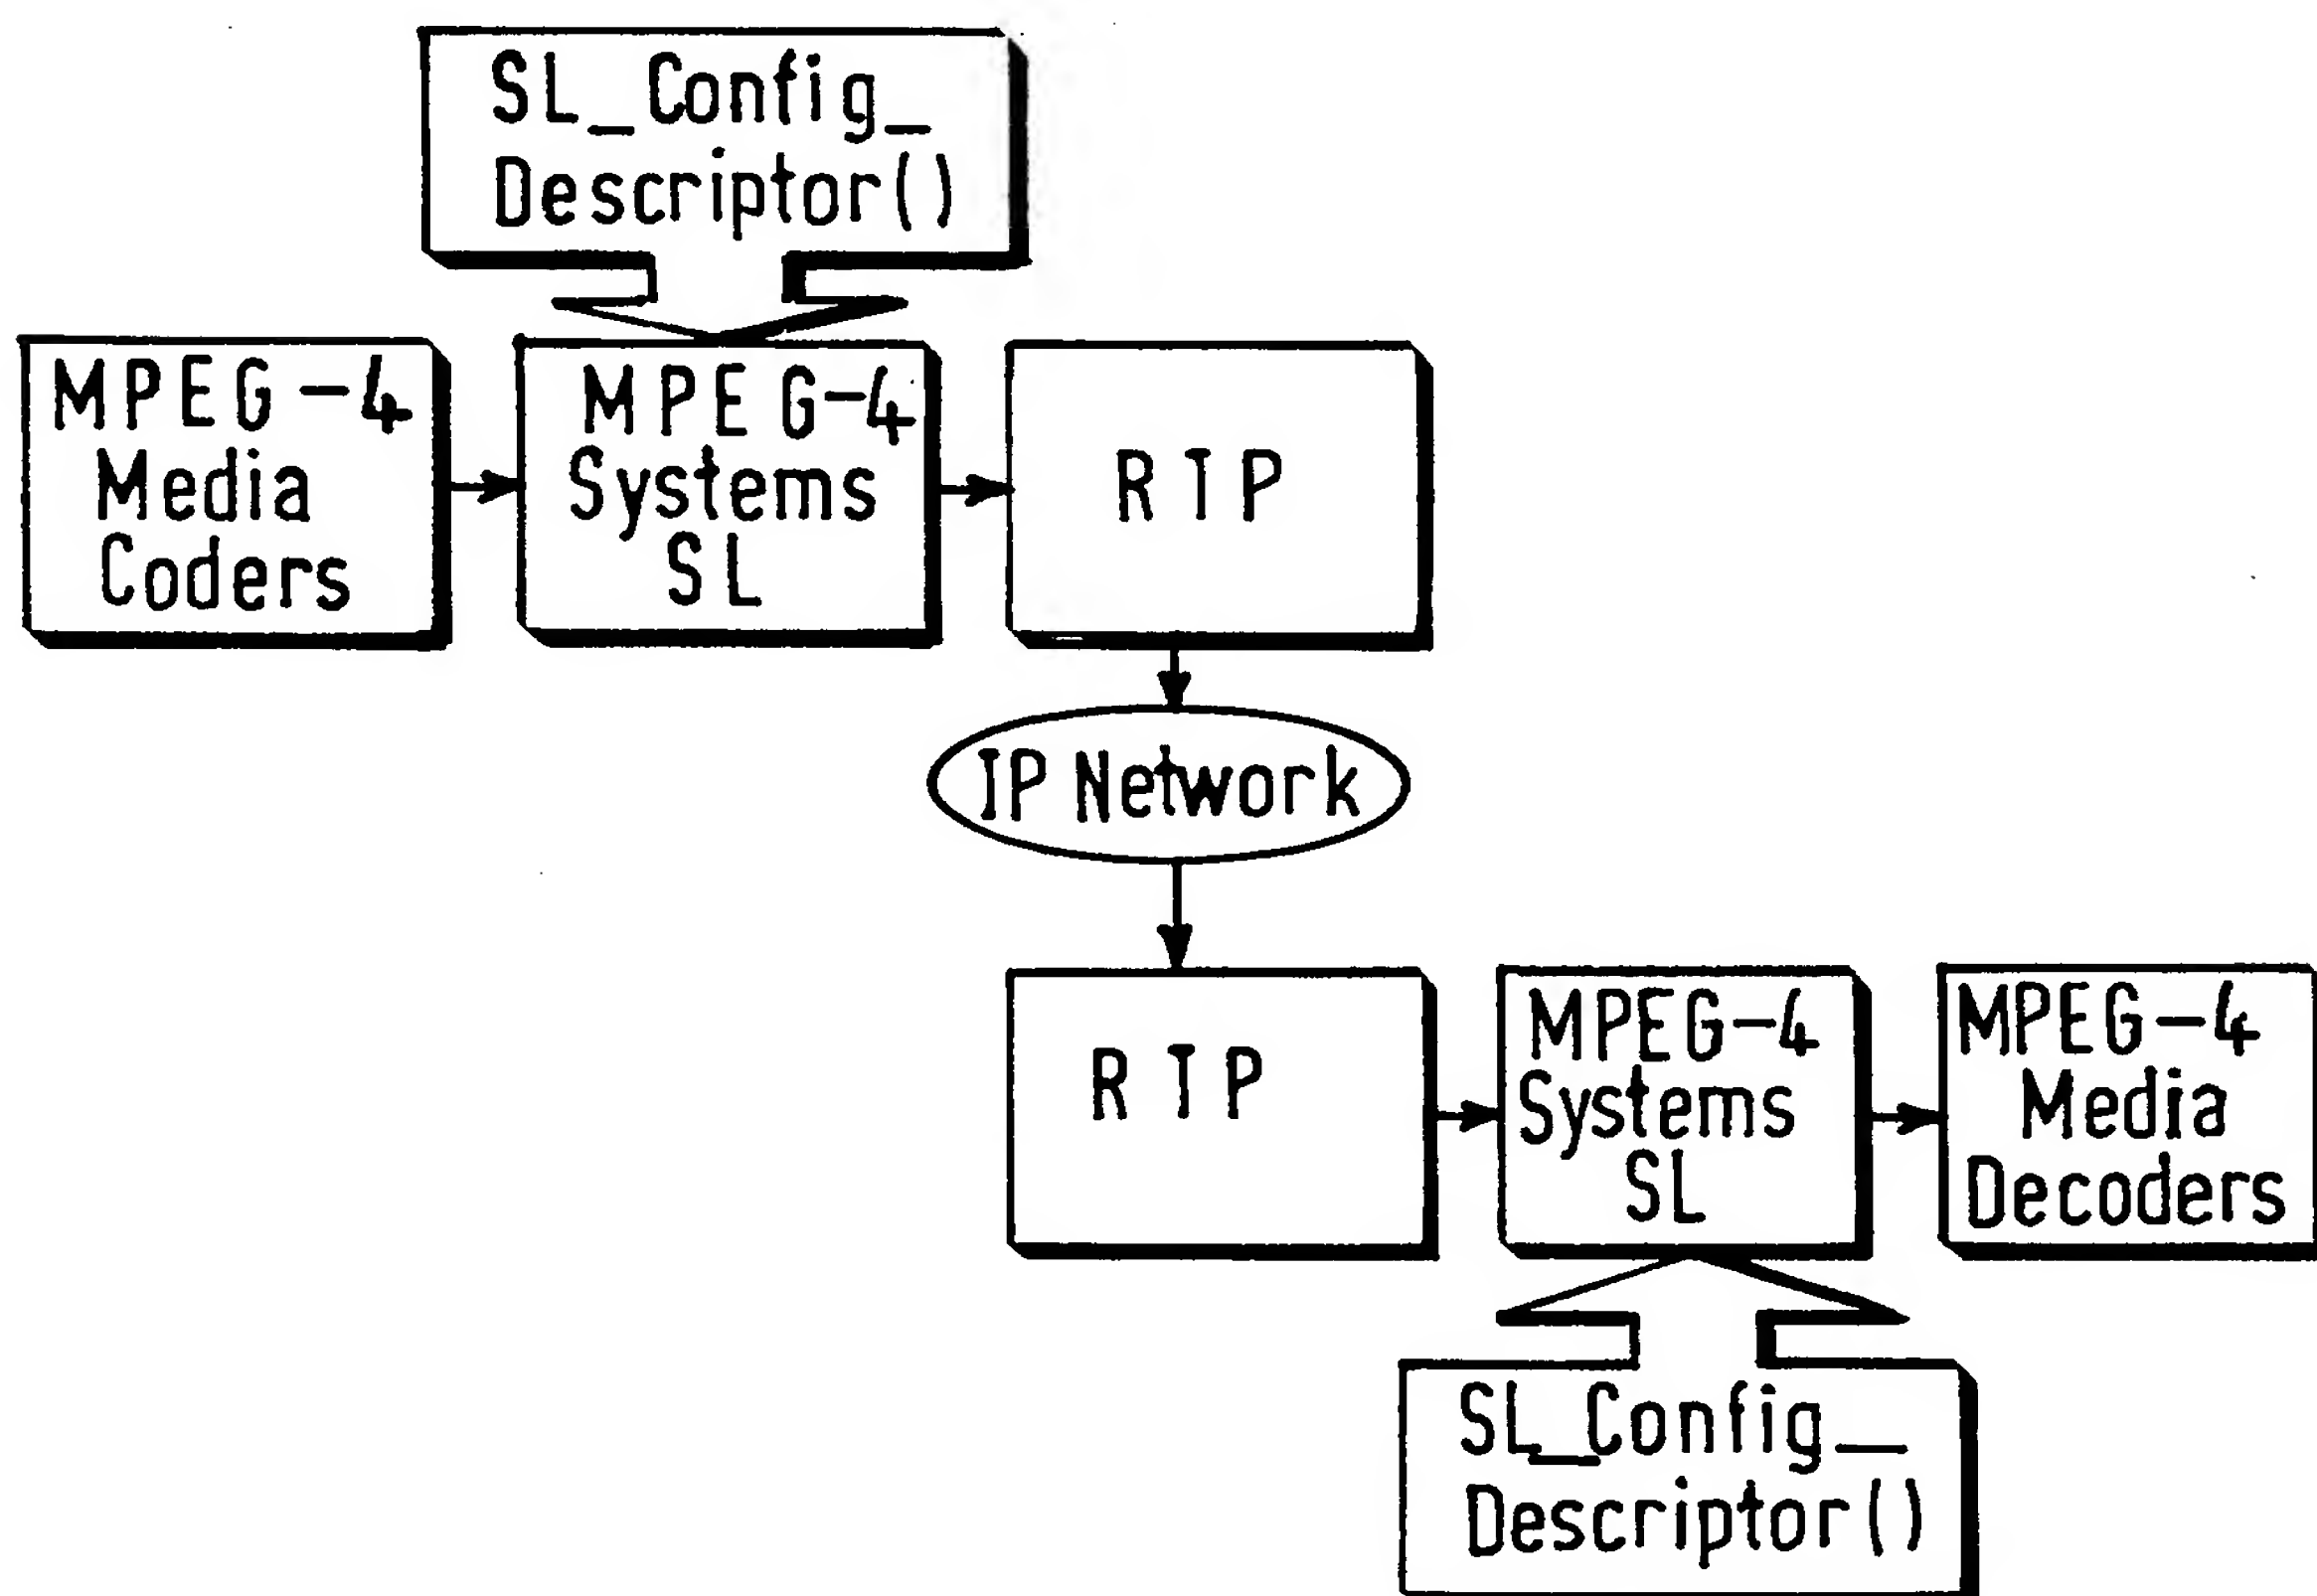 SL_Config_
Descriptor()
MPEG-4
Media
Coders
MPEG-4
Systems
SL
RTP
IP Network
RTP
MPEG-4
Systems
SL
MPEG-4
Media
Decoders
SL_Config_
Descriptor()